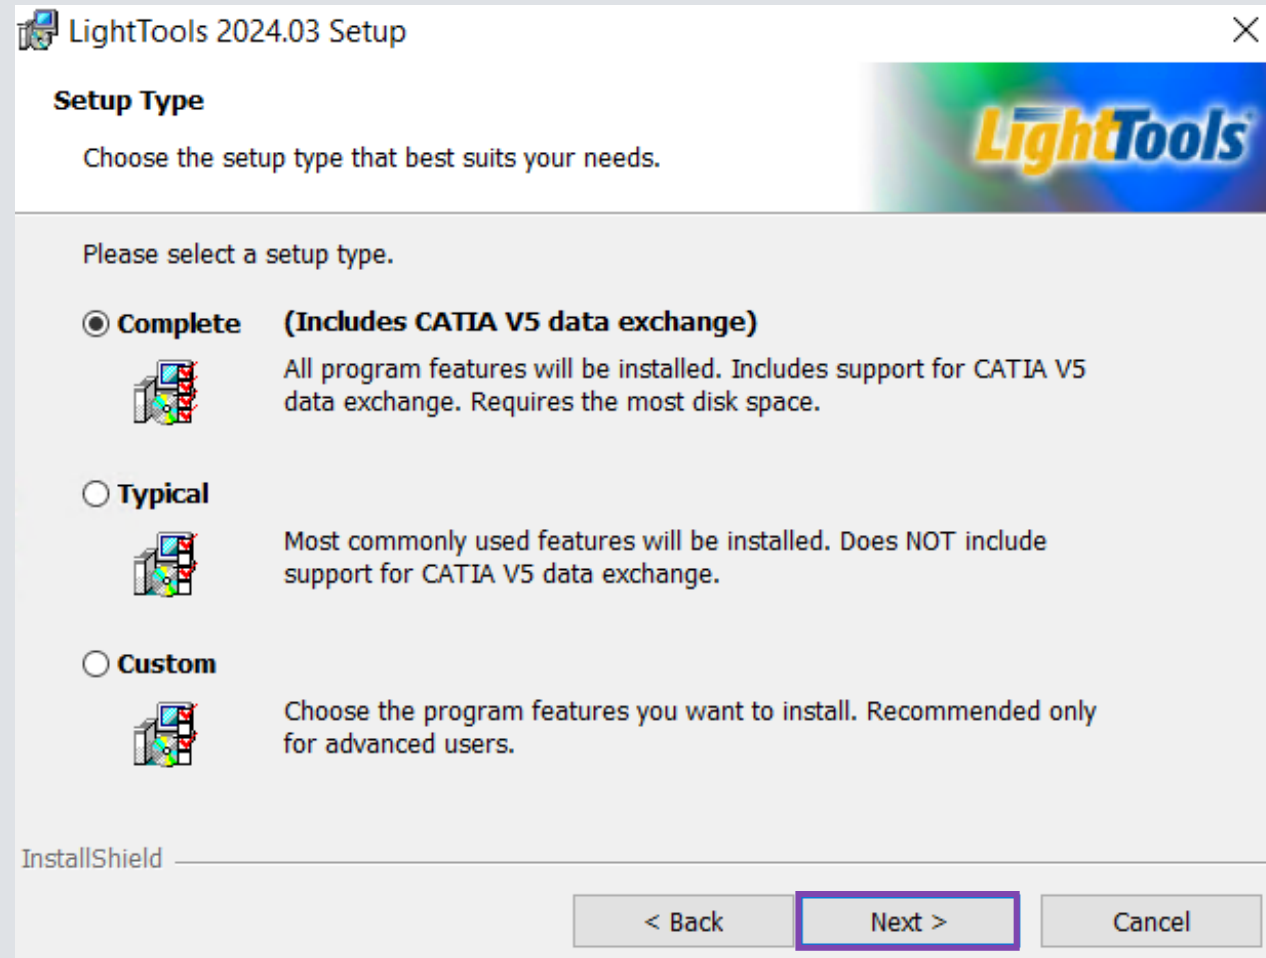 LightTools 2024.03 Setup
Setup Type
Choose the setup type that best suits your needs.
LightTools
Please select a setup type.
Complete (Includes CATIA V5 data exchange)
All program features will be installed. Includes support for CATIA V5
data exchange. Requires the most disk space.
Typical
Most commonly used features will be installed. Does NOT include
support for CATIA V5 data exchange.
Custom
Choose the program features you want to install. Recommended only
for advanced users.
InstallShield
< Back Next > Cancel